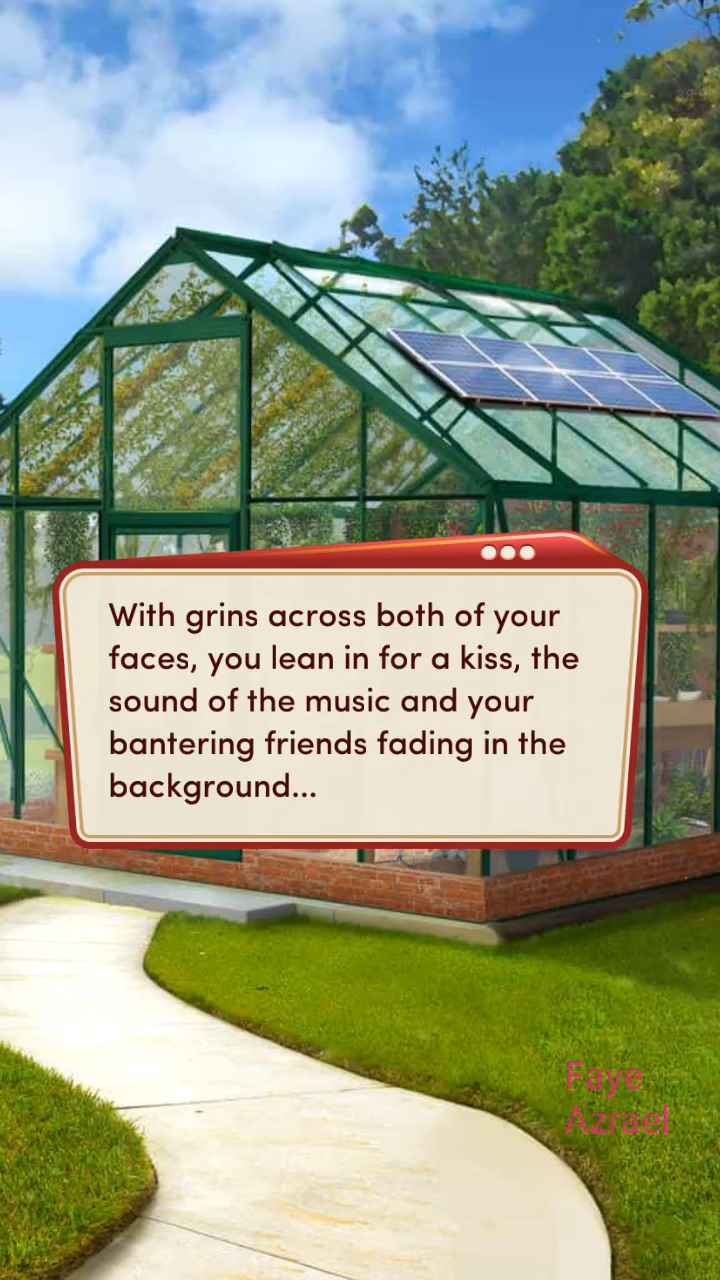 With grins across both of your
faces, you lean in for a kiss, the
sound of the music and your
bantering friends fading in the
background...
Faye
Azrael